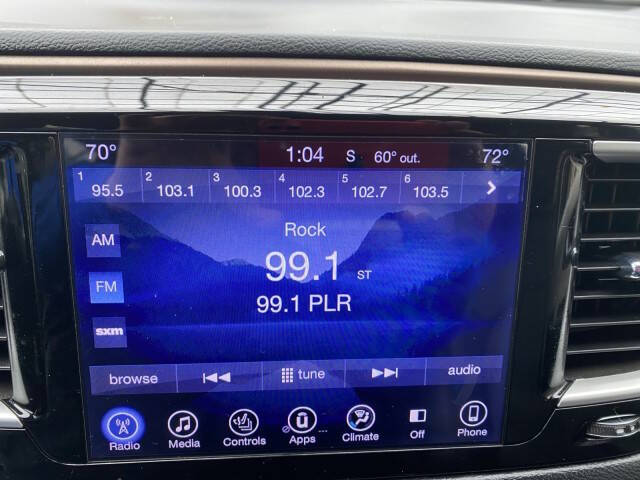 70° 1:04 S 60° out. 72°
1 2 3 4 5 6
95.5 103.1 100.3 102.3 102.7 103.5 >
Rock
AM
99.1 ST
FM
99.1 PLR
sxm
browse tune audio
Radio Media Controls Apps Climate Off Phone